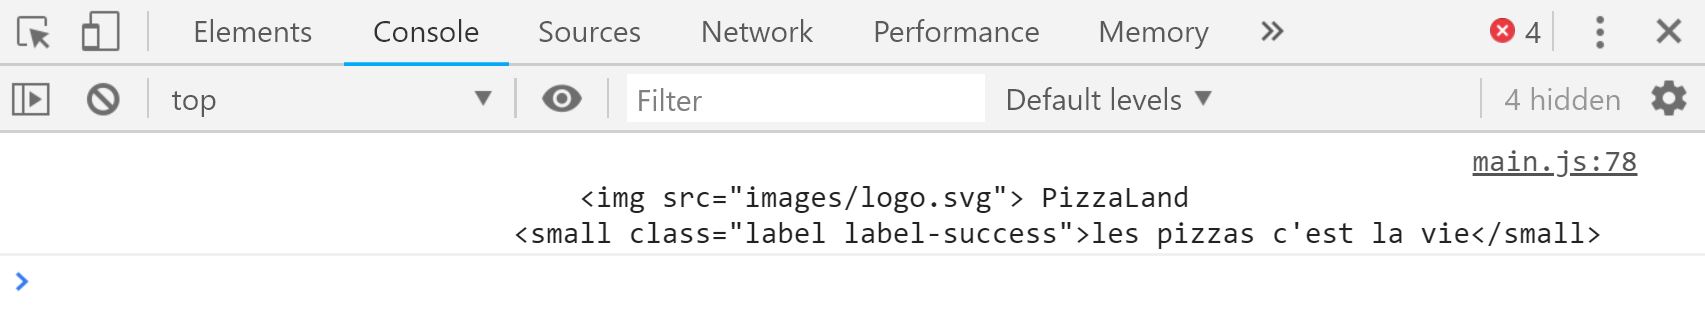 Elements Console Sources Network Performance Memory 4
top Filter Default levels 4 hidden
main.js:78
<img src="images/logo.svg"> PizzaLand
<small class="label label-success">les pizzas c'est la vie</small>